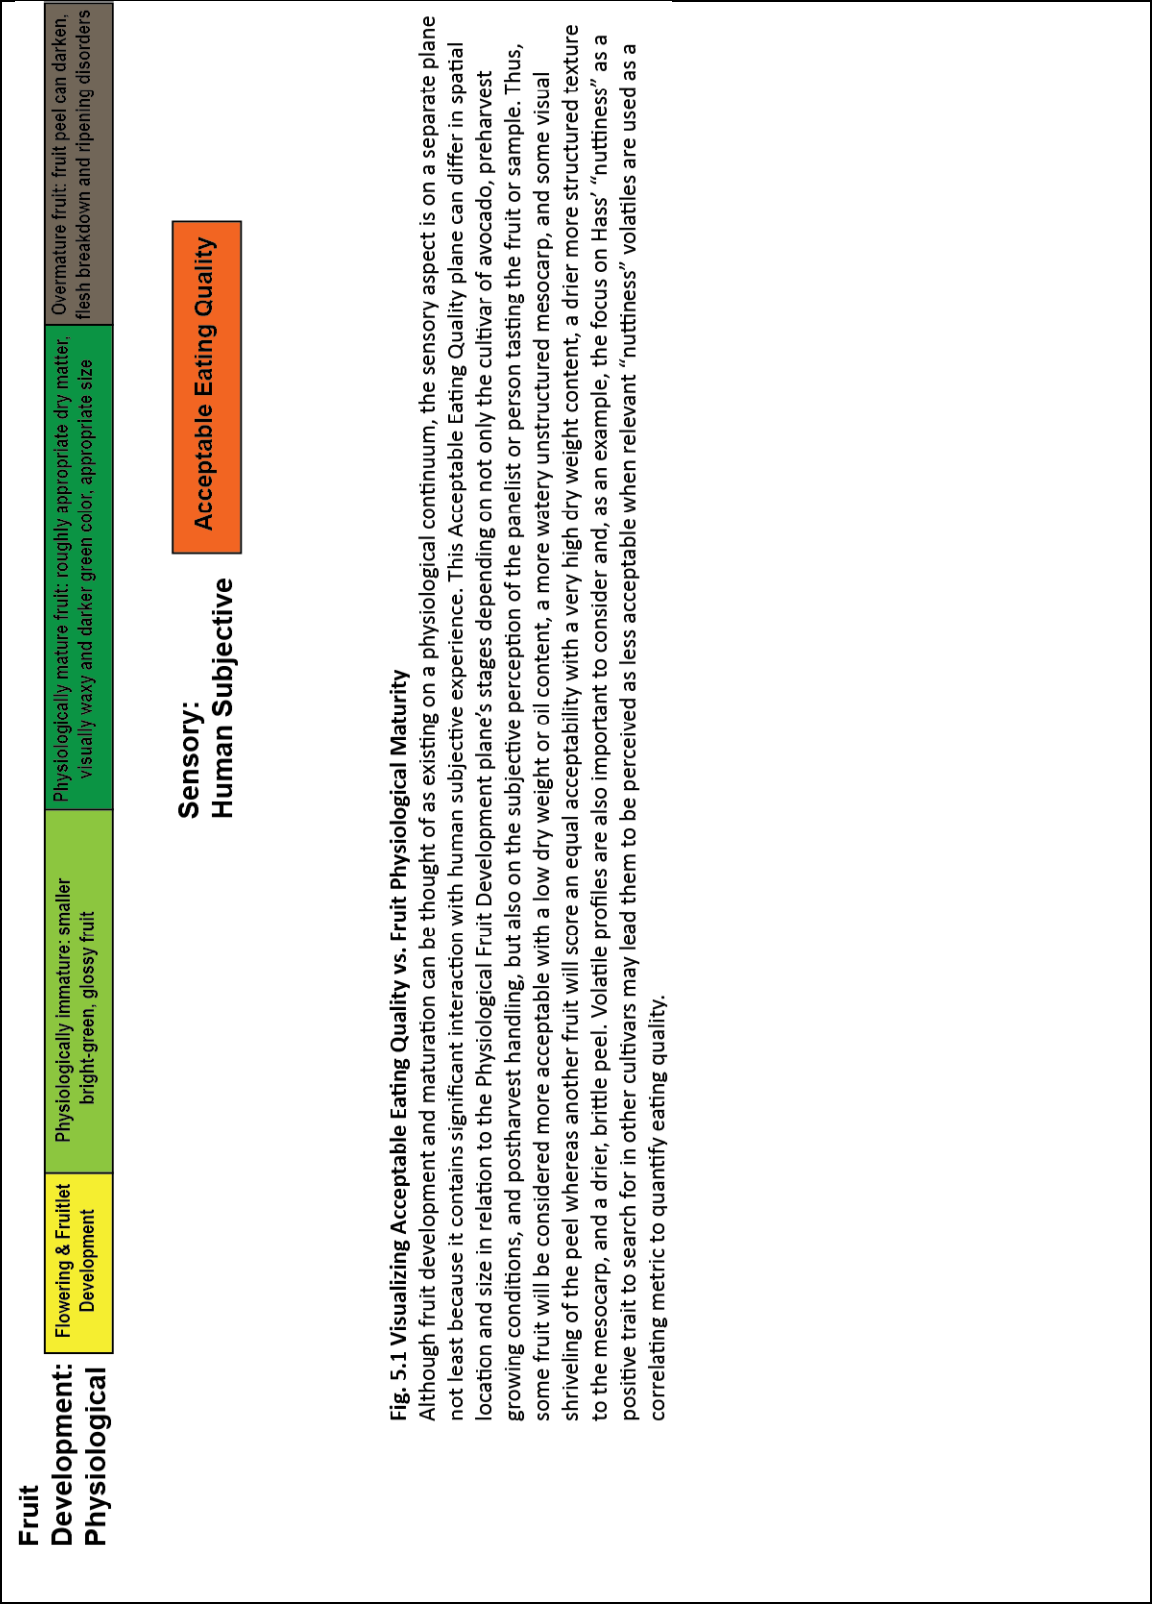 Fruit
Development:
Physiological
Flowering & Fruitlet
Development
Physiologically immature: smaller
bright-green, glossy fruit
Physiologically mature fruit: roughly appropriate dry matter,
visually waxy and darker green color, appropriate size
Overmature fruit: fruit peel can darken,
flesh breakdown and ripening disorders
Sensory:
Human Subjective
Acceptable Eating Quality
Fig. 5.1 Visualizing Acceptable Eating Quality vs. Fruit Physiological Maturity
Although fruit development and maturation can be thought of as existing on a physiological continuum, the sensory aspect is on a separate plane
not least because it contains significant interaction with human subjective experience. This Acceptable Eating Quality plane can differ in spatial
location and size in relation to the Physiological Fruit Development plane's stages depending on not only the cultivar of avocado, preharvest
growing conditions, and postharvest handling, but also on the subjective perception of the panelist or person tasting the fruit or sample. Thus,
some fruit will be considered more acceptable with a low dry weight or oil content, a more watery unstructured mesocarp, and some visual
shriveling of the peel whereas another fruit will score an equal acceptability with a very high dry weight content, a drier more structured texture
to the mesocarp, and a drier, brittle peel. Volatile profiles are also important to consider and, as an example, the focus on Hass' “nuttiness” as a
positive trait to search for in other cultivars may lead them to be perceived as less acceptable when relevant “nuttiness” volatiles are used as a
correlating metric to quantify eating quality.